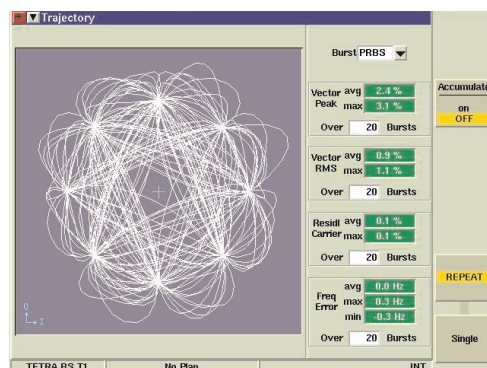 Trajectory
Burst PRBS
Vector Peak avg 2.4 %
max 3.1 %
Over 20 Bursts
Vector RMS avg 0.9 %
max 1.1 %
Over 20 Bursts
Residl Carrier avg 0.1 %
max 0.1 %
Over 20 Bursts
Freq Error avg 0.0 Hz
max 0.3 Hz
min -0.3 Hz
Over 20 Bursts
Accumulate
on
OFF
REPEAT
Single
Q
I
TETRA BS T1 No Plan INT